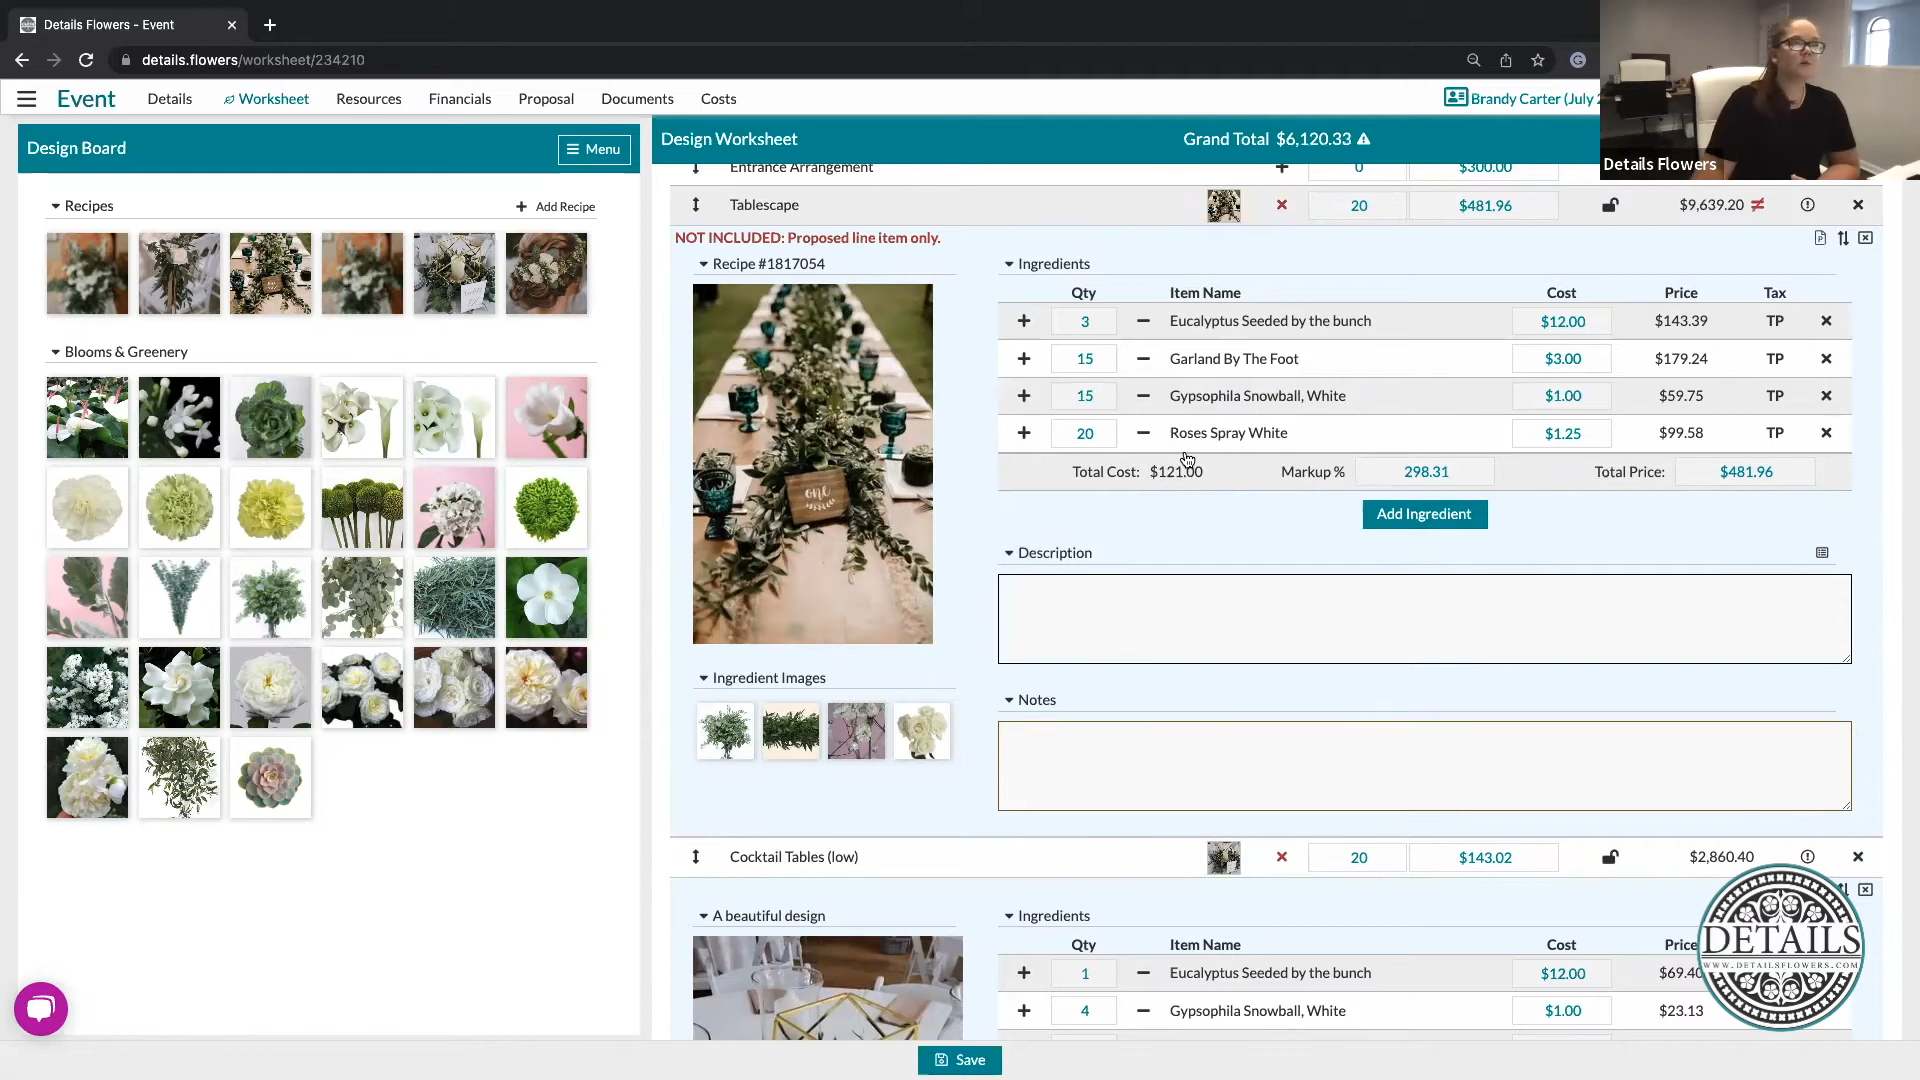 Details Flowers - Event
details.flowers/worksheet/234210
Event Details Worksheet Resources Financials Proposal Documents Costs
Brandy Carter (July
Details Flowers
Design Board Menu
Recipes Add Recipe
Blooms & Greenery
Design Worksheet Grand Total $6,120.33
Entrance Arrangement 0 $300.00
Tablescape 20 $481.96 $9,639.20
NOT INCLUDED: Proposed line item only.
Recipe #1817054
one
Ingredients
Qty Item Name Cost Price Tax
3 Eucalyptus Seeded by the bunch $12.00 $143.39 TP
15 Garland By The Foot $3.00 $179.24 TP
15 Gypsophila Snowball, White $1.00 $59.75 TP
20 Roses Spray White $1.25 $99.58 TP
Total Cost: $121.00 Markup % 298.31 Total Price: $481.96
Add Ingredient
Description
Ingredient Images
Notes
Cocktail Tables (low) 20 $143.02 $2,860.40
A beautiful design
Ingredients
Qty Item Name Cost Price
1 Eucalyptus Seeded by the bunch $12.00 $69.40
4 Gypsophila Snowball, White $1.00 $23.13
DETAILS
WWW.DETAILSFLOWERS.COM
Save